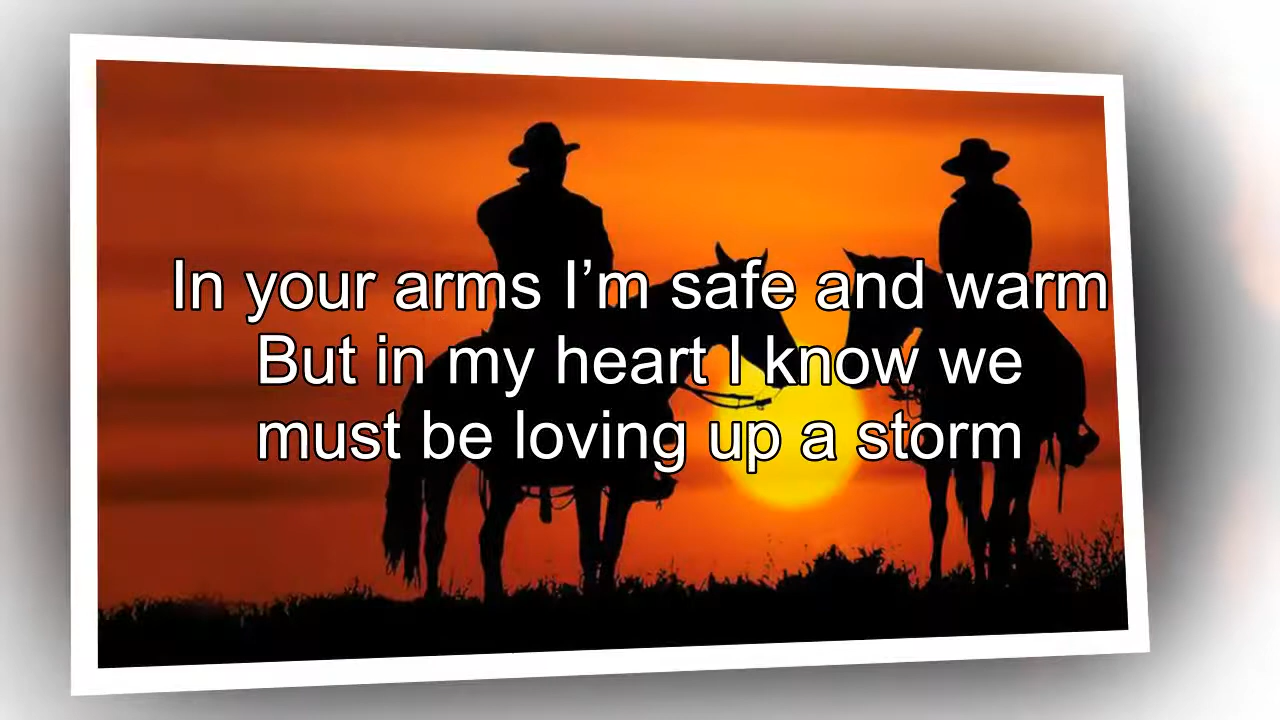 In your arms I’m safe and warm
But in my heart I know we
must be loving up a storm